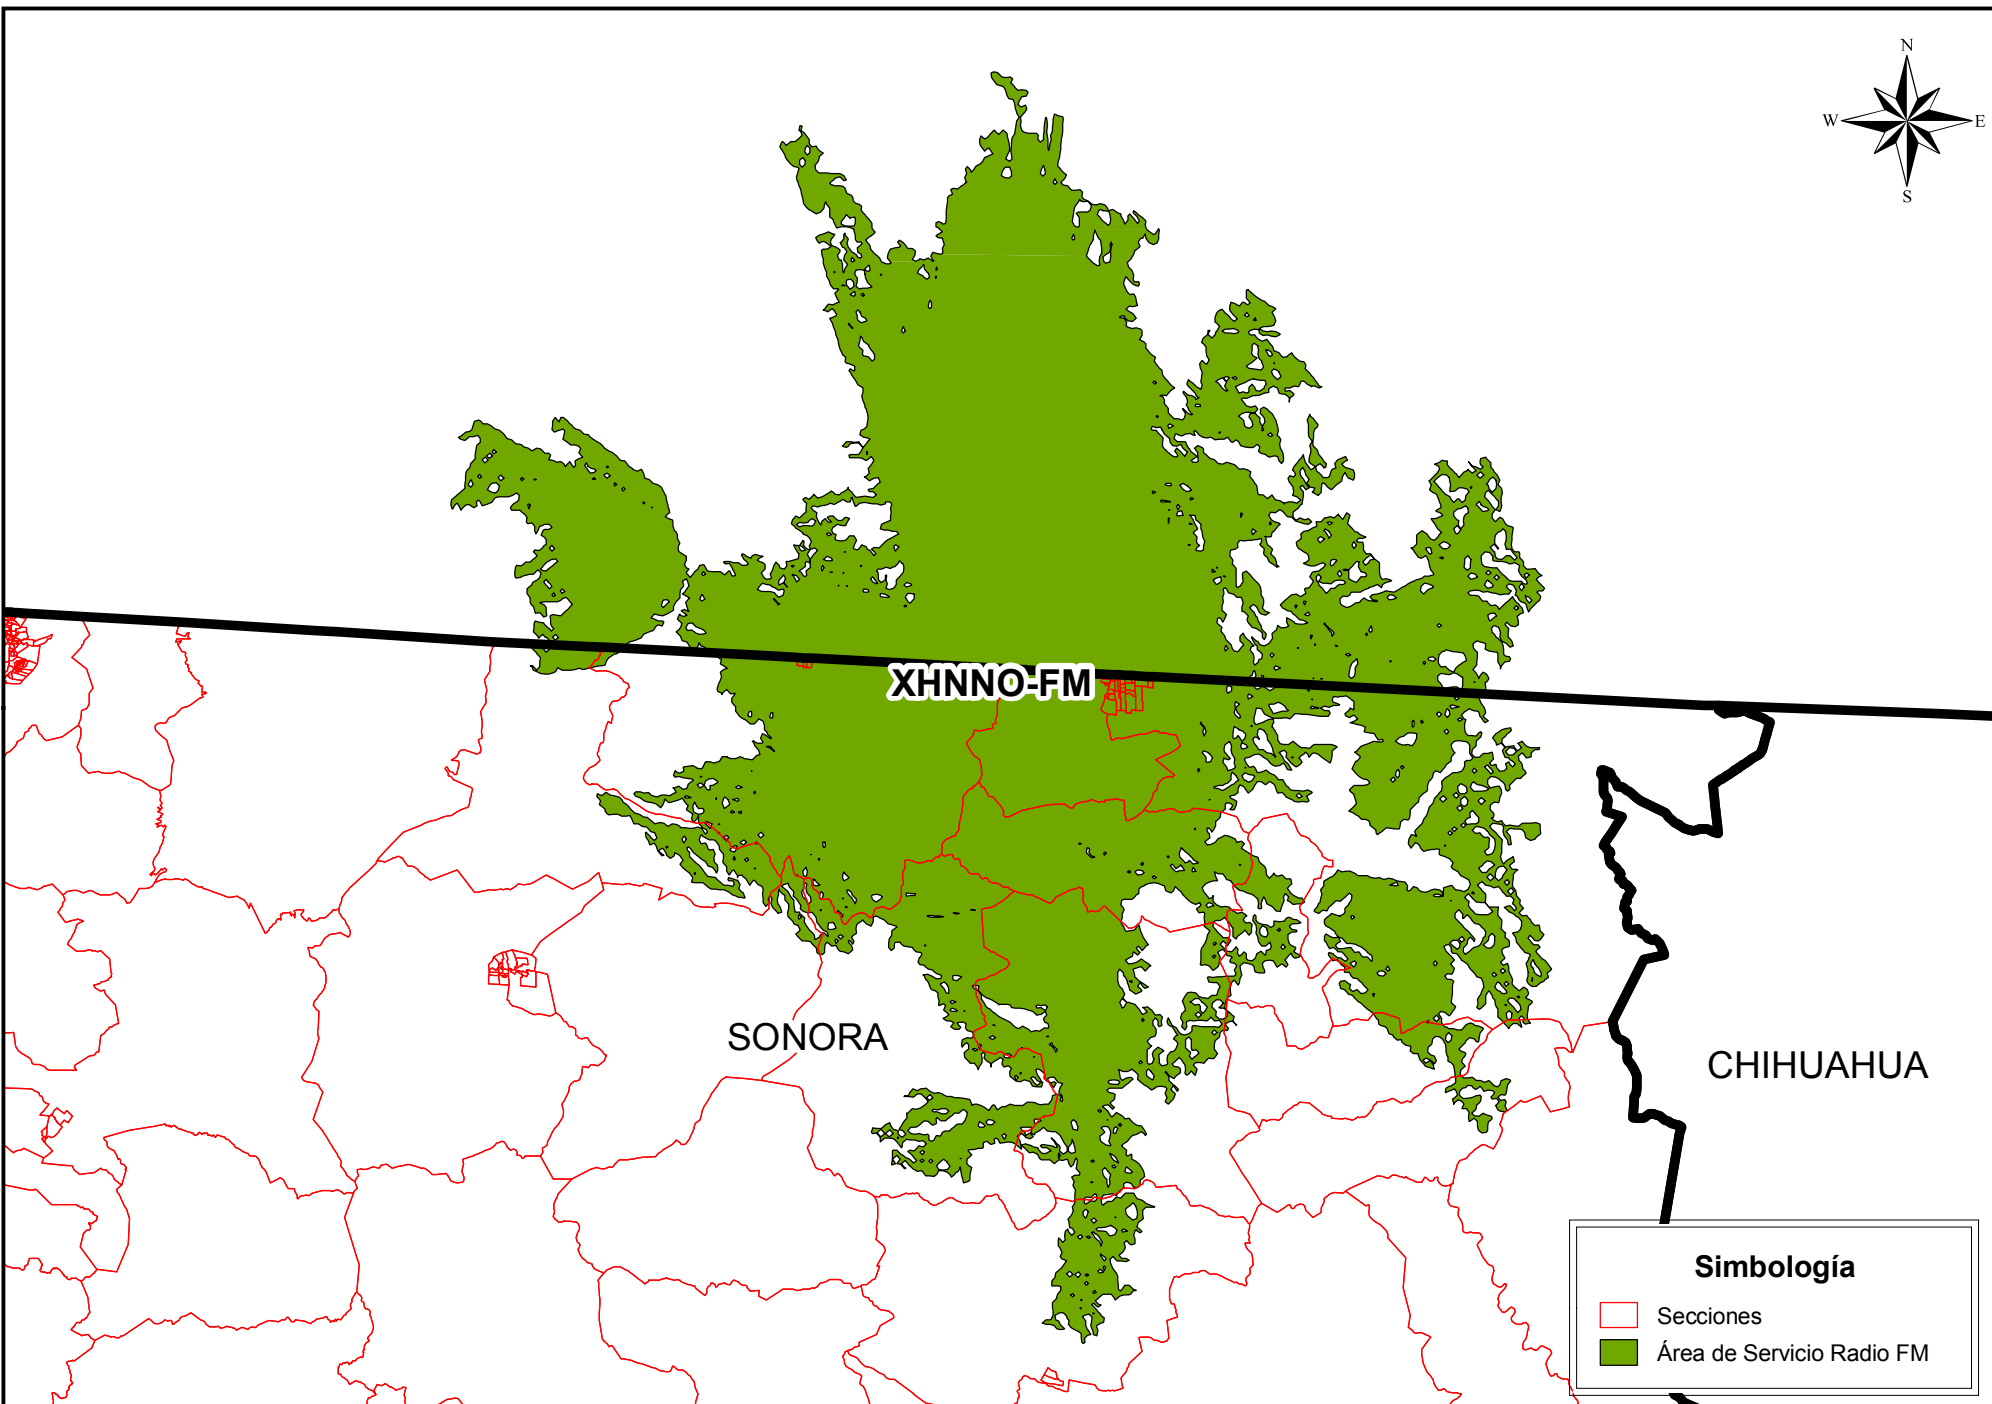 N
W E
S
XHNNO-FM
SONORA
CHIHUAHUA
Simbología
Secciones
Área de Servicio Radio FM